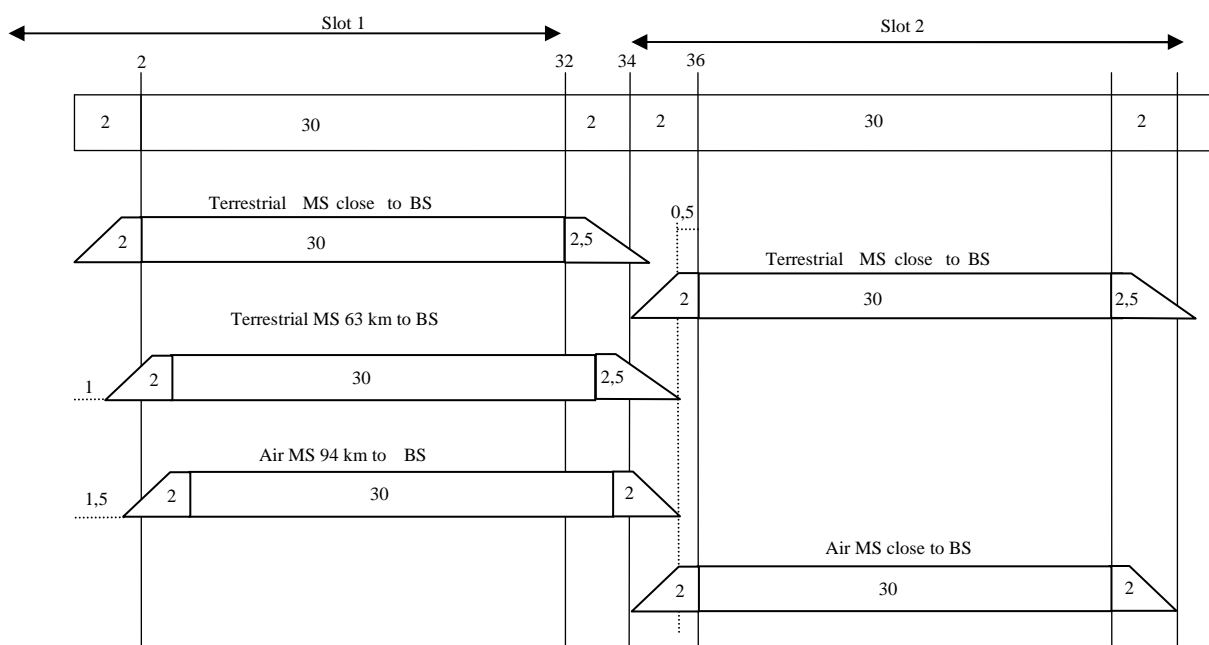 Slot 1
Slot 2
2 32 34 36
2 30 2 2 30 2
Terrestrial MS close to BS
0,5
2 30 2,5
Terrestrial MS close to BS
2 30 2,5
Terrestrial MS 63 km to BS
2 30 2,5
1
Air MS 94 km to BS
2 30 2
1,5
Air MS close to BS
2 30 2